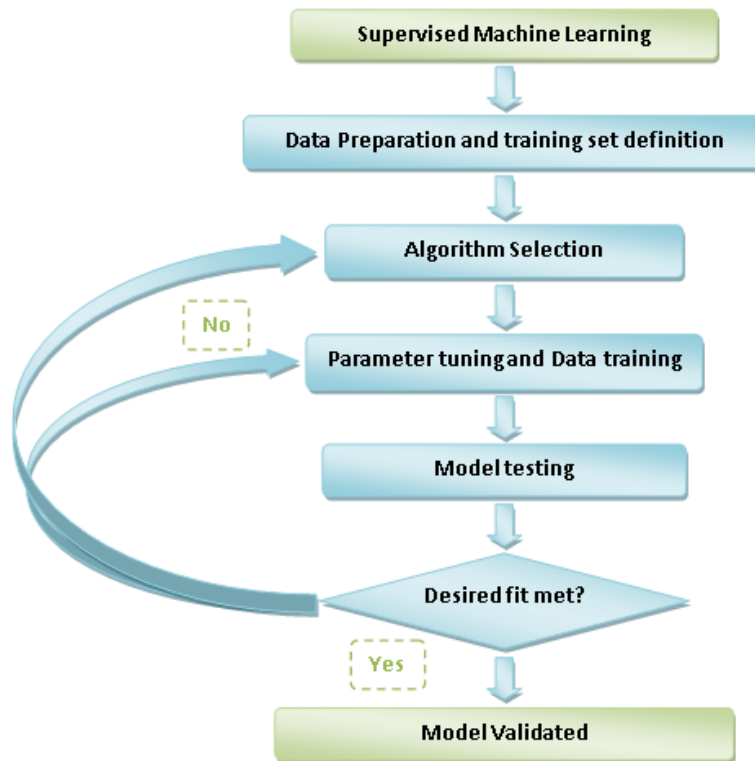 Supervised Machine Learning
Data Preparation and training set definition
Algorithm Selection
No
Parameter tuning and Data training
Model testing
Desired fit met?
Yes
Model Validated